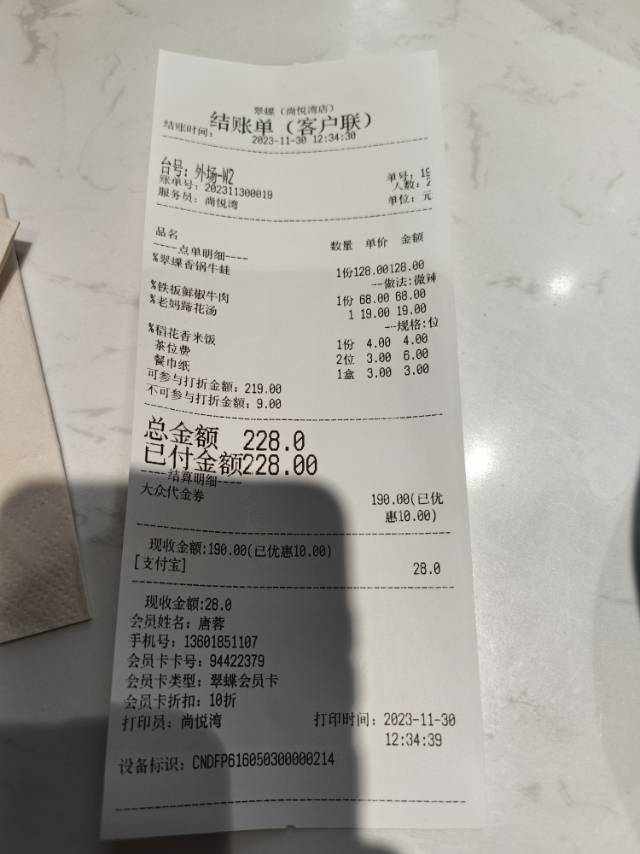 翠蝶（尚悦湾店）
结账单（客户联）
结账时间： 2023-11-30 12:34:30
台号：外场-N2 单号：
账单号：202311300019 人数：
服务员：尚悦湾 单位：元
品名 数量 单价 金额
----点单明细----
%翠蝶香锅牛蛙 1份128.00128.00
--做法:微辣
%铁板鲜椒牛肉 1份 68.00 68.00
%老妈蹄花汤 1 19.00 19.00
--规格:位
%稻花香米饭 1份 4.00 4.00
茶位费 2位 3.00 6.00
餐巾纸 1盒 3.00 3.00
可参与打折金额：219.00
不可参与打折金额：9.00
总金额 228.0
已付金额228.00
----结算明细----
大众代金券 190.00(已优
惠10.00)
现收金额:190.00(已优惠10.00)
[支付宝] 28.0
现收金额:28.0
会员姓名：唐蓉
手机号：13601851107
会员卡卡号：94422379
会员卡类型：翠蝶会员卡
会员卡折扣：10折
打印员：尚悦湾 打印时间：2023-11-30
12:34:39
设备标识：CNDFP616050300000214